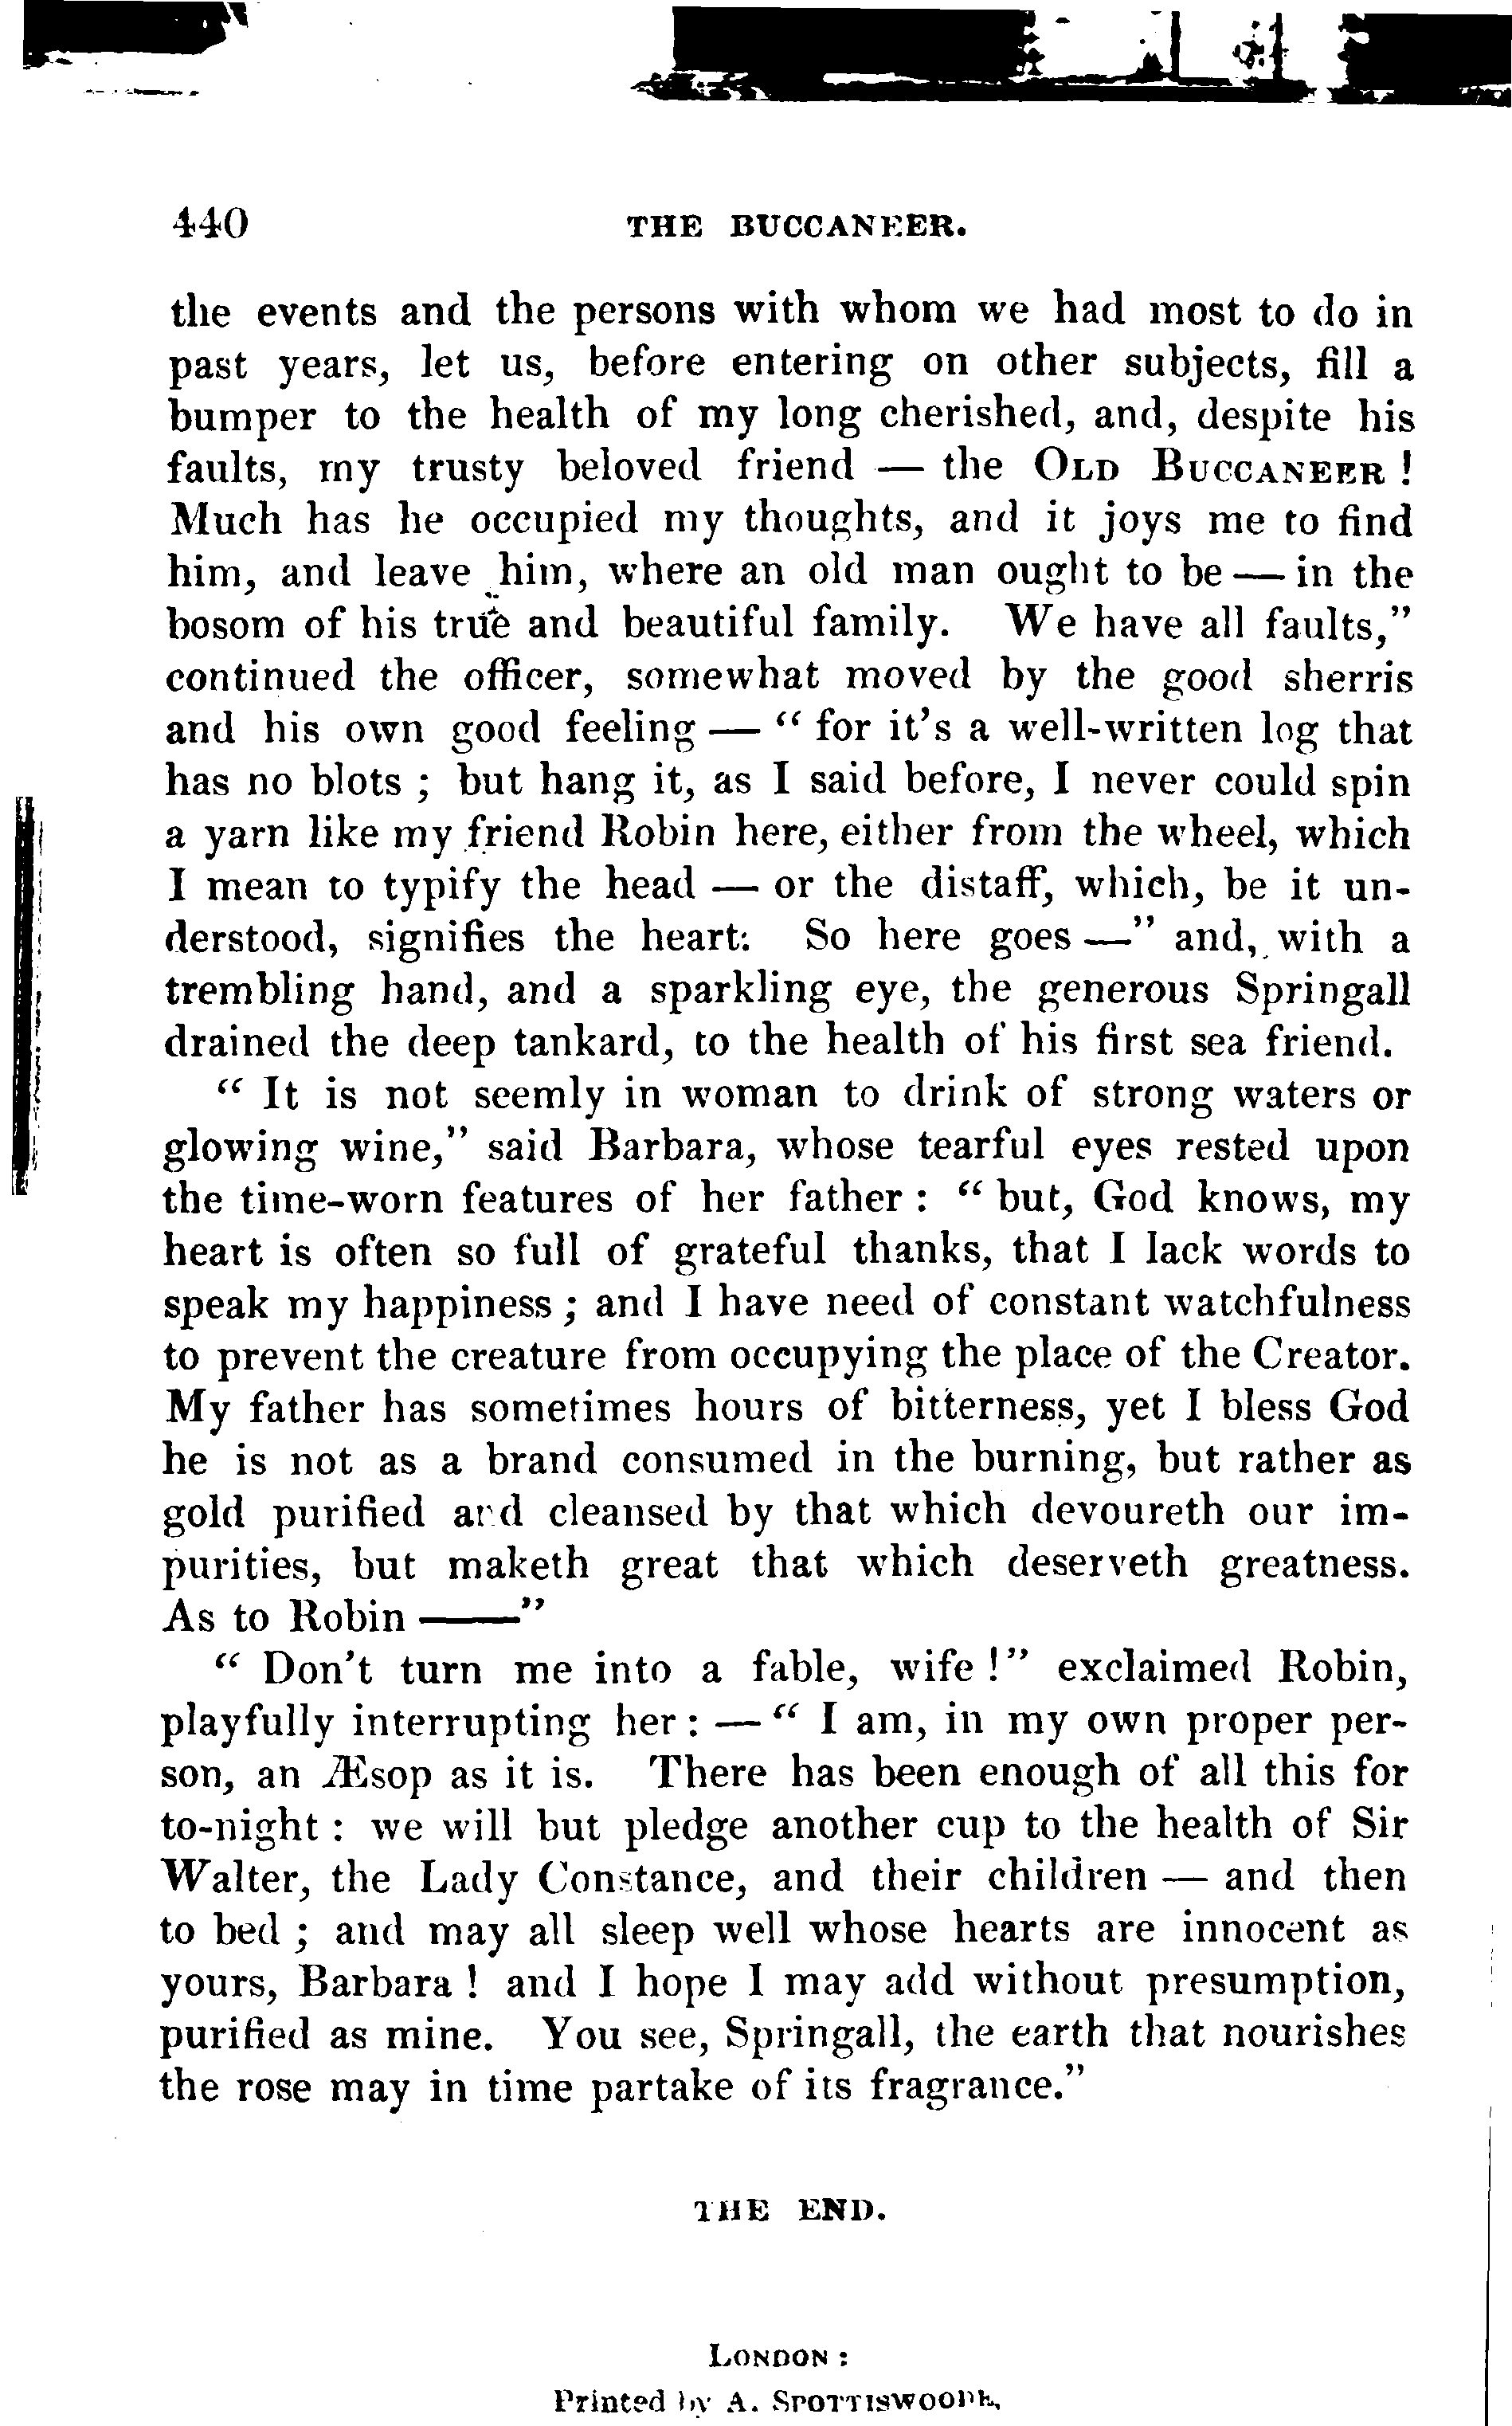 440 THE BUCCANEER.
the events and the persons with whom we had most to do in
past years, let us, before entering on other subjects, fill a
bumper to the health of my long cherished, and, despite his
faults, my trusty beloved friend — the OLD BUCCANEER !
Much has he occupied my thoughts, and it joys me to find
him, and leave him, where an old man ought to be — in the
bosom of his true and beautiful family. We have all faults,”
continued the officer, somewhat moved by the good sherris
and his own good feeling — “ for it's a well-written log that
has no blots ; but hang it, as I said before, I never could spin
a yarn like my friend Robin here, either from the wheel, which
I mean to typify the head — or the distaff, which, be it un-
derstood, signifies the heart: So here goes —” and, with a
trembling hand, and a sparkling eye, the generous Springall
drained the deep tankard, to the health of his first sea friend.
“ It is not seemly in woman to drink of strong waters or
glowing wine,” said Barbara, whose tearful eyes rested upon
the time-worn features of her father : “ but, God knows, my
heart is often so full of grateful thanks, that I lack words to
speak my happiness ; and I have need of constant watchfulness
to prevent the creature from occupying the place of the Creator.
My father has sometimes hours of bitterness, yet I bless God
he is not as a brand consumed in the burning, but rather as
gold purified and cleansed by that which devoureth our im-
purities, but maketh great that which deserveth greatness.
As to Robin ——”
“ Don't turn me into a fable, wife !” exclaimed Robin,
playfully interrupting her : — “ I am, in my own proper per-
son, an Æsop as it is. There has been enough of all this for
to-night : we will but pledge another cup to the health of Sir
Walter, the Lady Constance, and their children — and then
to bed ; and may all sleep well whose hearts are innocent as
yours, Barbara ! and I hope I may add without presumption,
purified as mine. You see, Springall, the earth that nourishes
the rose may in time partake of its fragrance.”
THE END.
LONDON :
Printed by A. SPOTTISWOODE,